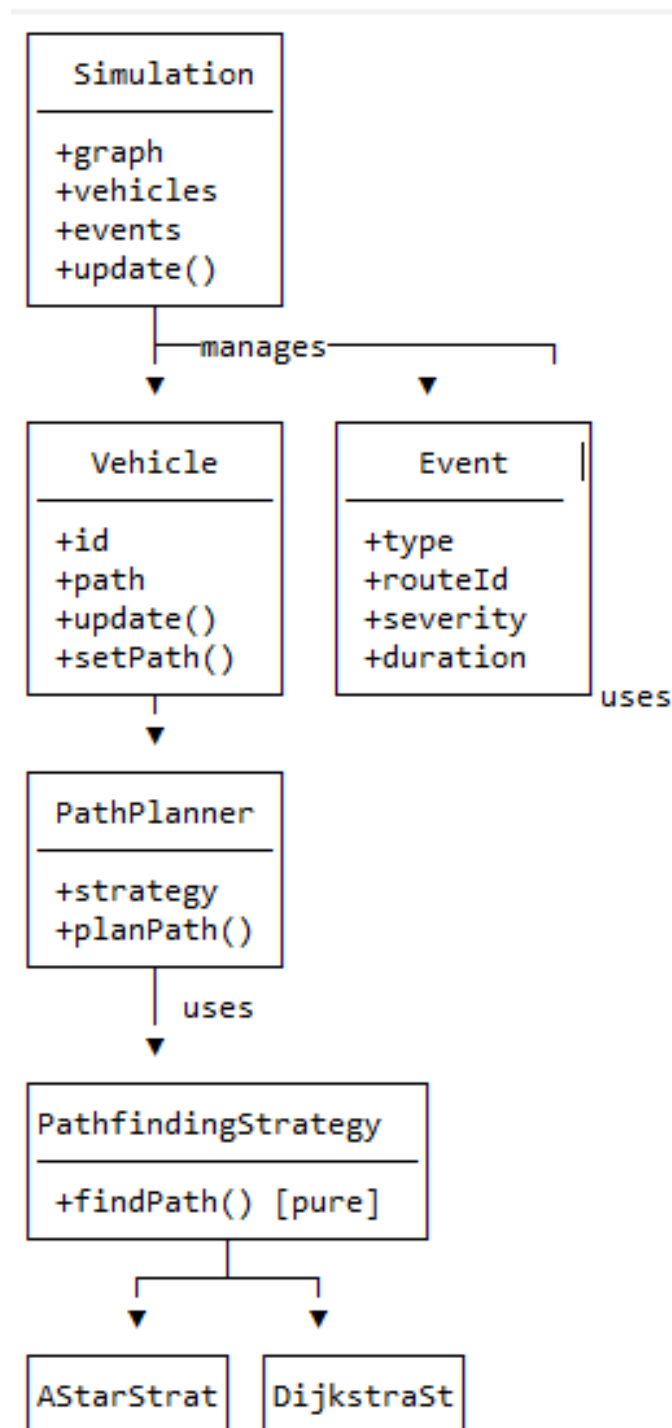 Simulation
+graph
+vehicles
+events
+update()
manages
Vehicle Event
+id +type
+path +routeId
+update() +severity
+setPath() +duration
uses
PathPlanner
+strategy
+planPath()
uses
PathfindingStrategy
+findPath() [pure]
AStarStrat DijkstraSt